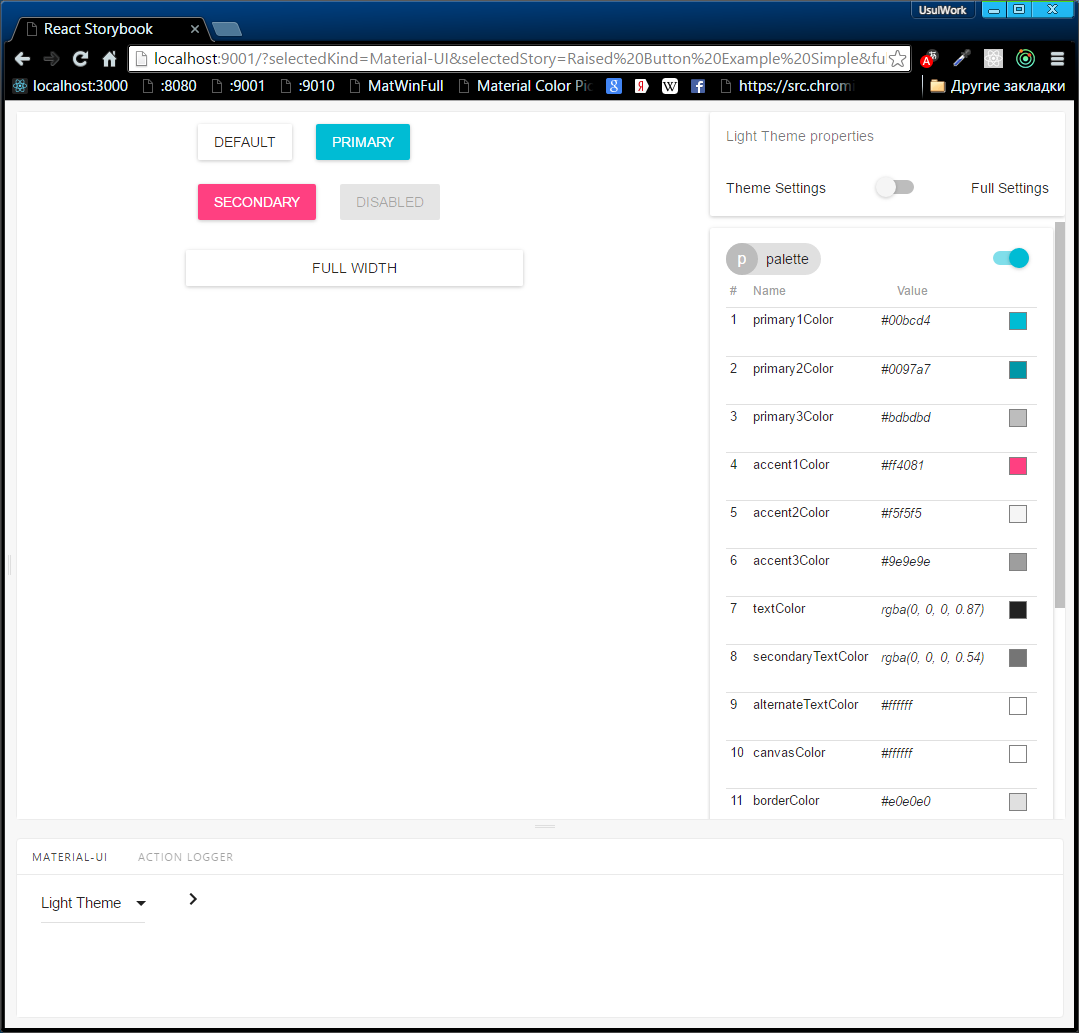 UsulWork
React Storybook
localhost:9001/?selectedKind=Material-UI&selectedStory=Raised%20Button%20Example%20Simple&fu
localhost:3000 :8080 :9001 :9010 MatWinFull Material Color Pic https://src.chromi Другие закладки
DEFAULT PRIMARY
SECONDARY DISABLED
FULL WIDTH
Light Theme properties
Theme Settings Full Settings
p palette
# Name Value
1 primary1Color #00bcd4
2 primary2Color #0097a7
3 primary3Color #bdbdbd
4 accent1Color #ff4081
5 accent2Color #f5f5f5
6 accent3Color #9e9e9e
7 textColor rgba(0, 0, 0, 0.87)
8 secondaryTextColor rgba(0, 0, 0, 0.54)
9 alternateTextColor #ffffff
10 canvasColor #ffffff
11 borderColor #e0e0e0
MATERIAL-UI ACTION LOGGER
Light Theme